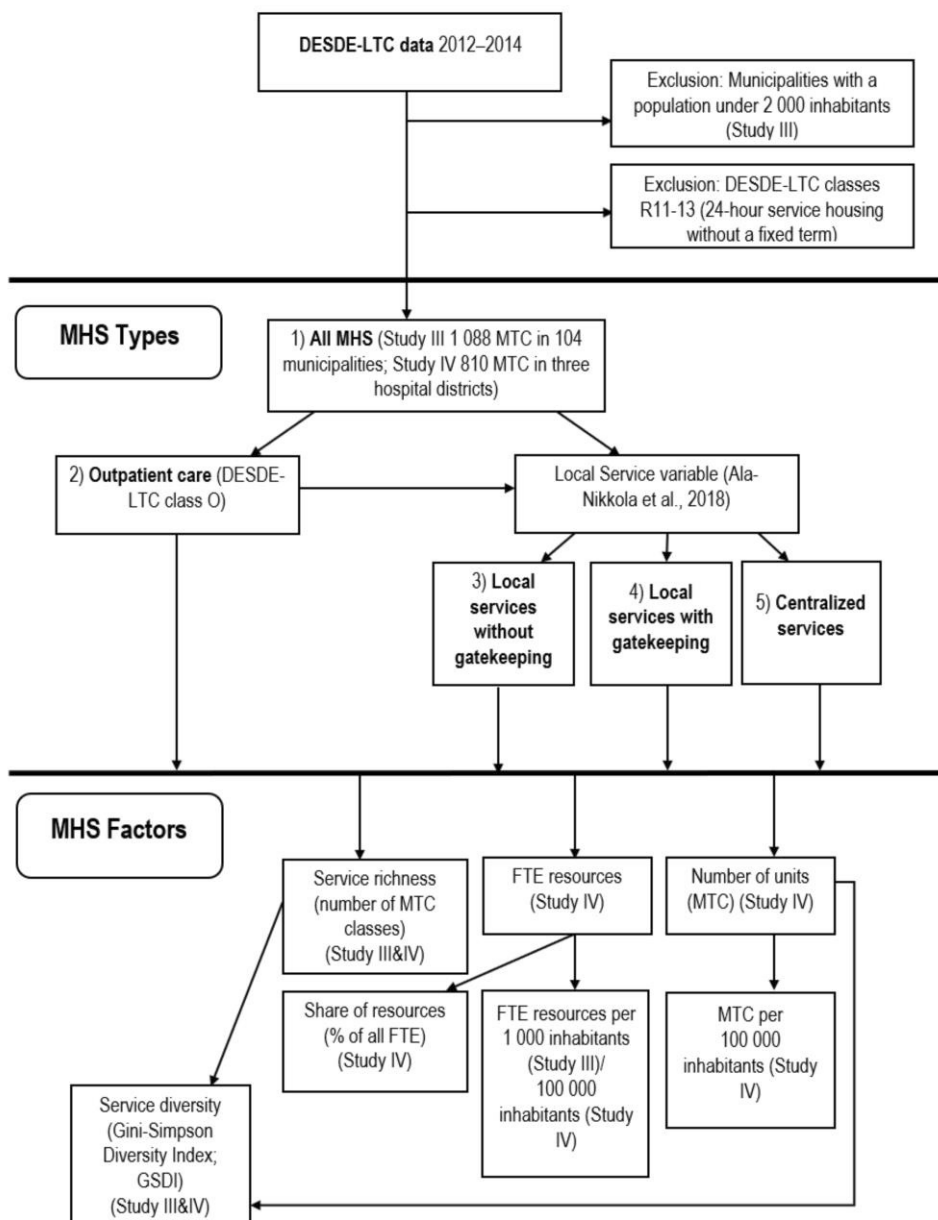 DESDE-LTC data 2012–2014
Exclusion: Municipalities with a
population under 2 000 inhabitants
(Study III)
Exclusion: DESDE-LTC classes
R11-13 (24-hour service housing
without a fixed term)
MHS Types
1) All MHS (Study III 1 088 MTC in 104
municipalities; Study IV 810 MTC in three
hospital districts)
2) Outpatient care (DESDE-
LTC class O)
Local Service variable (Ala-
Nikkola et al., 2018)
3) Local
services
without
gatekeeping
4) Local
services with
gatekeeping
5) Centralized
services
MHS Factors
Service richness
(number of MTC
classes)
(Study III&IV)
FTE resources
(Study IV)
Number of units
(MTC) (Study IV)
Share of resources
(% of all FTE)
(Study IV)
FTE resources per
1 000 inhabitants
(Study III)/
100 000
inhabitants (Study
IV)
MTC per
100 000
inhabitants (Study
IV)
Service diversity
(Gini-Simpson
Diversity Index;
GSDI)
(Study III&IV)